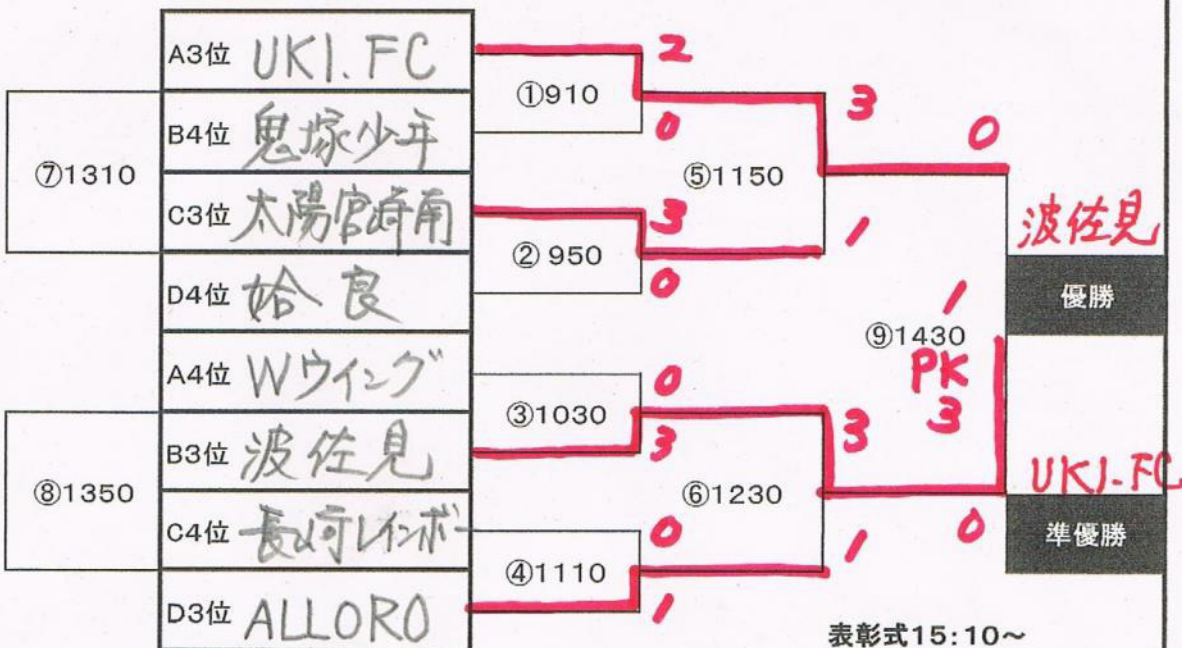 A3位 UKI.FC
B4位 鬼塚少年
C3位 太陽宮崎南
D4位 姶良
A4位 Wウイング
B3位 波佐見
C4位 長崎レインボー
D3位 ALLORO
⑦1310
⑧1350
①910
2
0
② 950
3
0
③1030
0
3
④1110
0
1
⑤1150
3
1
⑥1230
3
1
⑨1430
0
1
PK
3
0
波佐見
優勝
UKI-FC
準優勝
表彰式15:10~